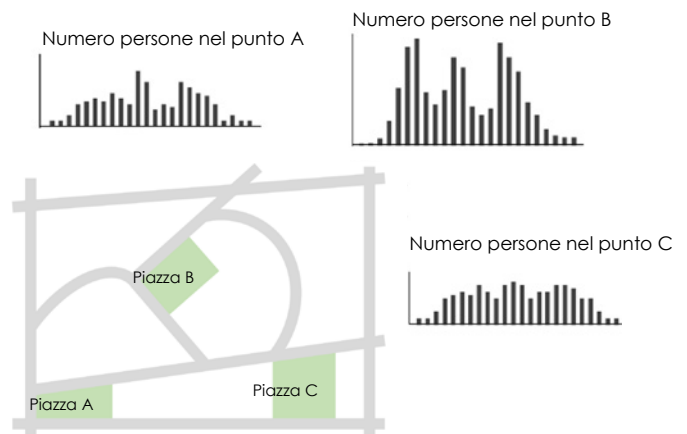 Numero persone nel punto A
Numero persone nel punto B
Piazza B
Numero persone nel punto C
Piazza A
Piazza C